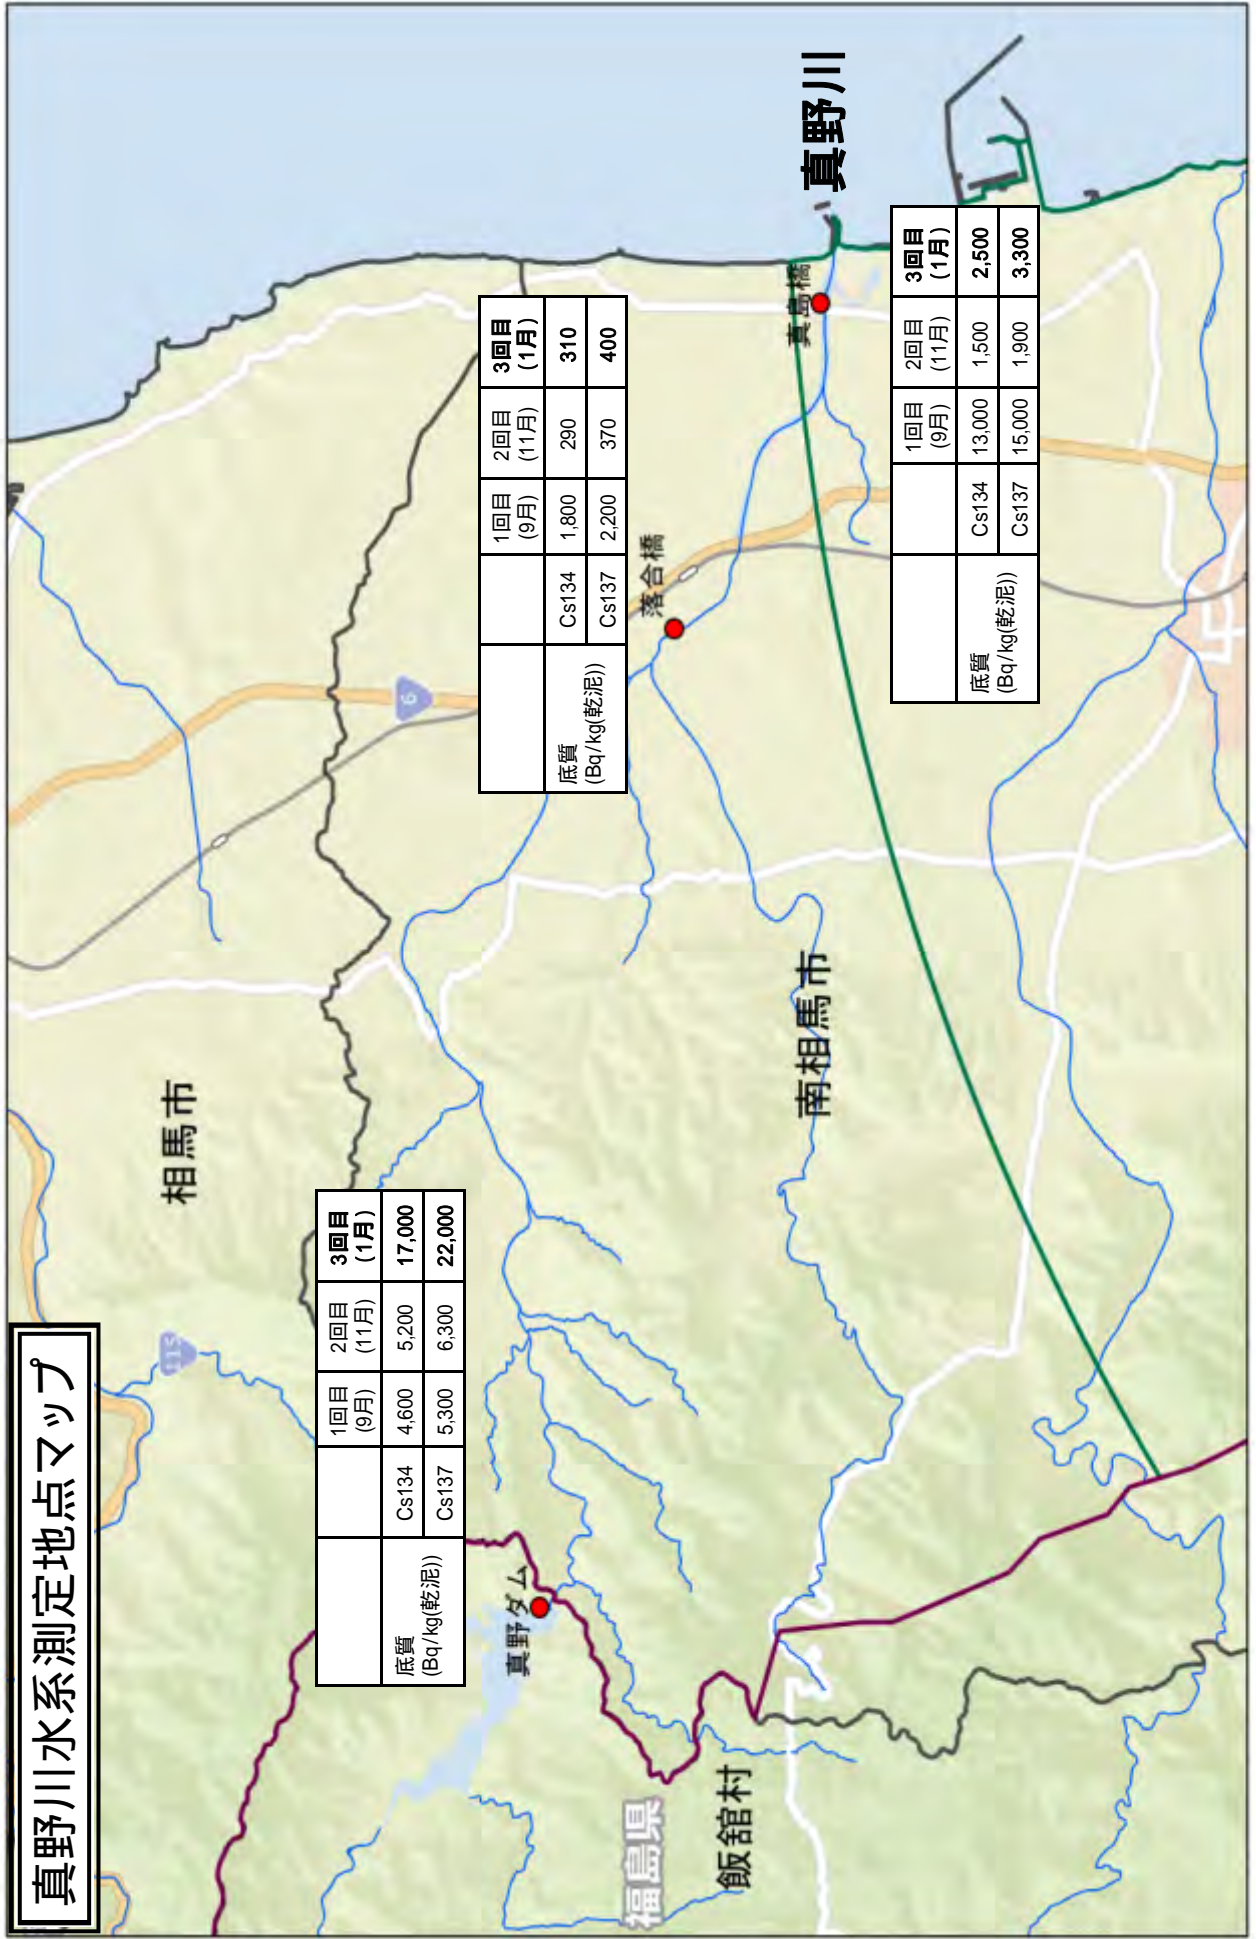 真野川水系測定地点マップ
115
相馬市
1回目
(9月)
2回目
(11月)
3回目
(1月)
底質
(Bq/kg(乾泥))
Cs134 4,600 5,200 17,000
Cs137 5,300 6,300 22,000
真野ダム
福島県
飯舘村
6
1回目
(9月)
2回目
(11月)
3回目
(1月)
底質
(Bq/kg(乾泥))
Cs134 1,800 290 310
Cs137 2,200 370 400
落合橋
南相馬市
真島橋
真野川
1回目
(9月)
2回目
(11月)
3回目
(1月)
底質
(Bq/kg(乾泥))
Cs134 13,000 1,500 2,500
Cs137 15,000 1,900 3,300